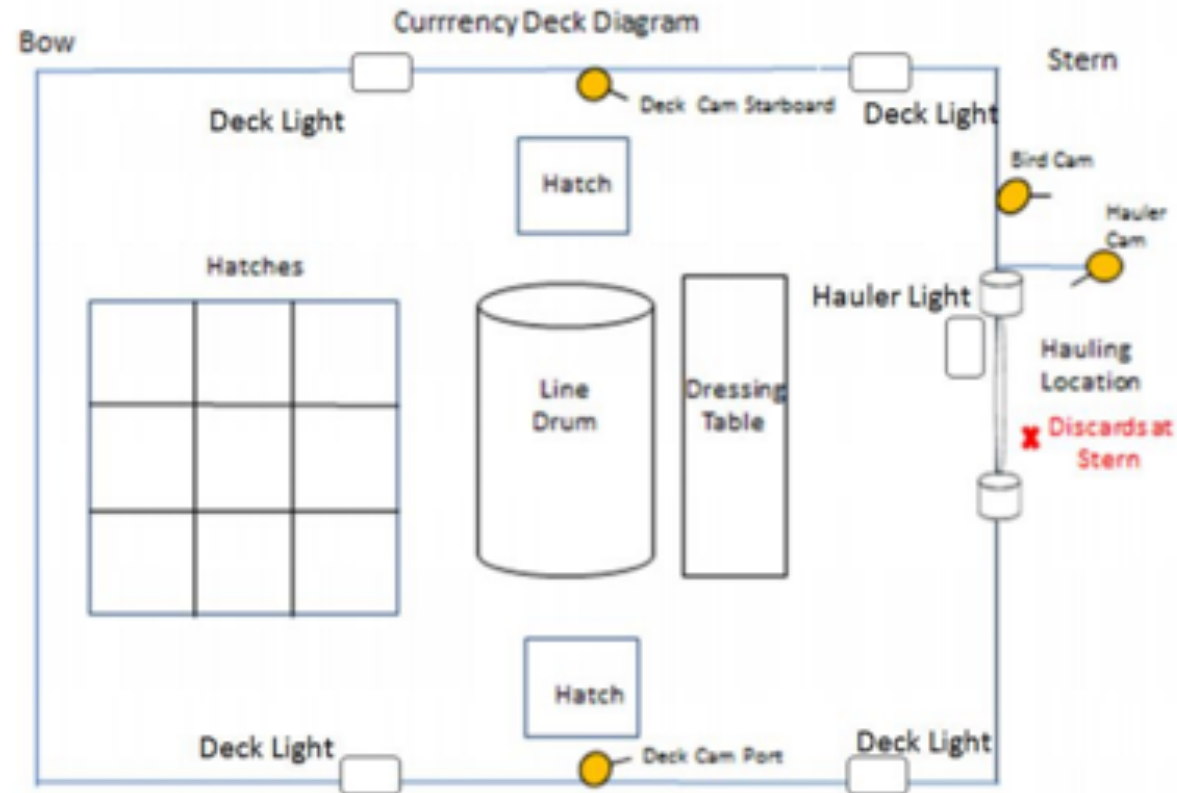 Currrency Deck Diagram
Bow
Stern
Deck Light
Deck Cam Starboard
Deck Light
Bird Cam
Hatch
Hauler
Cam
Hatches
Hauler Light
Hauling
Location
Line
Drum
Dressing
Table
Discards at
Stern
Hatch
Deck Light
Deck Cam Port
Deck Light